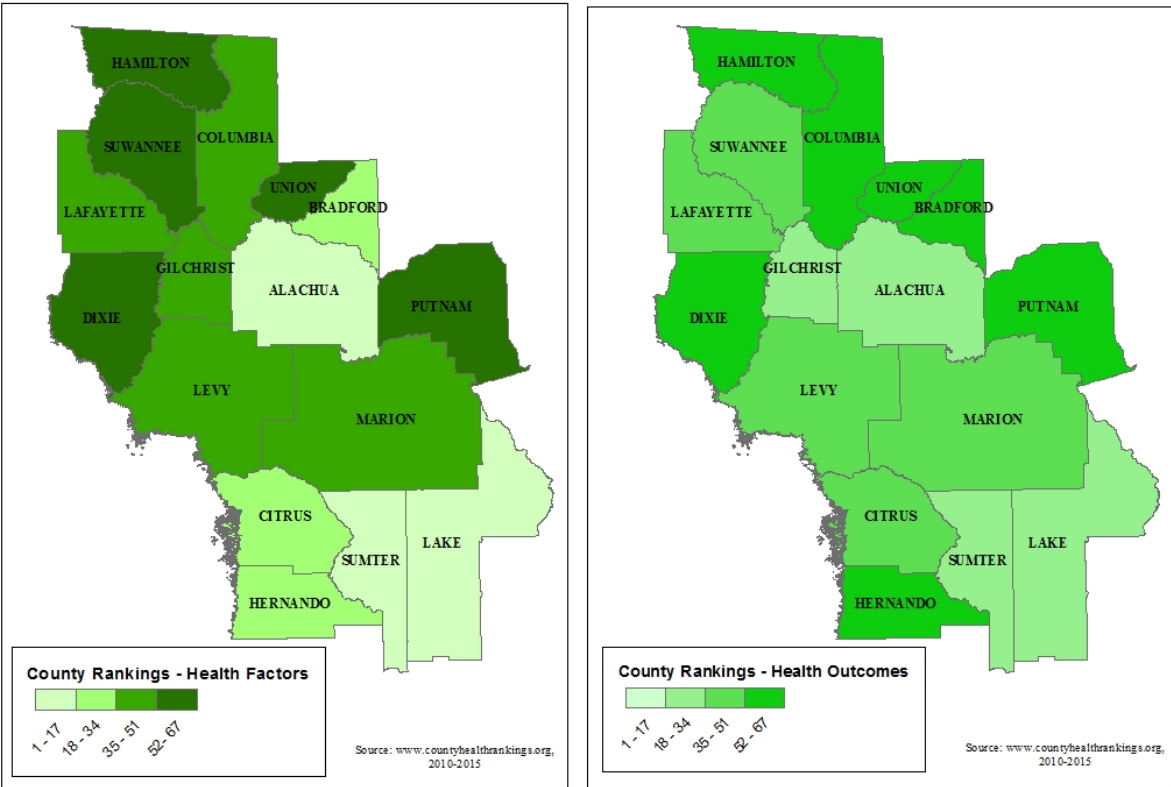 HAMILTON
COLUMBIA
SUWANNEE
UNION
LAFAYETTE
BRADFORD
GILCHRIST
ALACHUA
DIXIE
PUTNAM
LEVY
MARION
CITRUS
LAKE
SUMTER
HERNANDO
County Rankings - Health Factors
1 - 17
18 - 34
35 - 51
52- 67
Source: www.countyhealthrankings.org,
2010-2015
HAMILTON
COLUMBIA
SUWANNEE
UNION
LAFAYETTE
BRADFORD
GILCHRIST
ALACHUA
DIXIE
PUTNAM
LEVY
MARION
CITRUS
LAKE
SUMTER
HERNANDO
County Rankings - Health Outcomes
1 - 17
18 - 34
35 - 51
52 - 67
Source: www.countyhealthrankings.org,
2010-2015